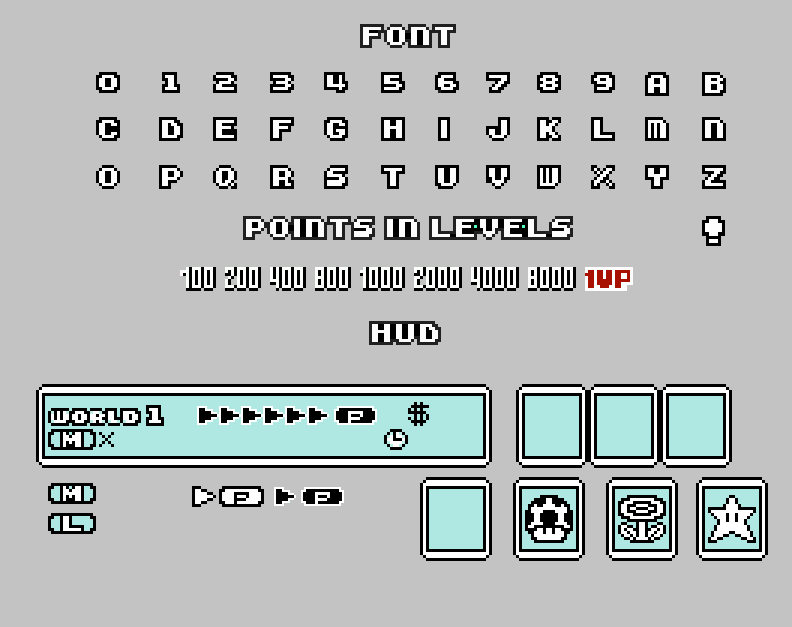 FONT
0 1 2 3 4 5 6 7 8 9 A B
C D E F G H I J K L M N
O P Q R S T U V W X Y Z
POINTS IN LEVELS
100 200 400 800 1000 2000 4000 8000 1UP
HUD
WORLD 1 P $
M X
M P P
L